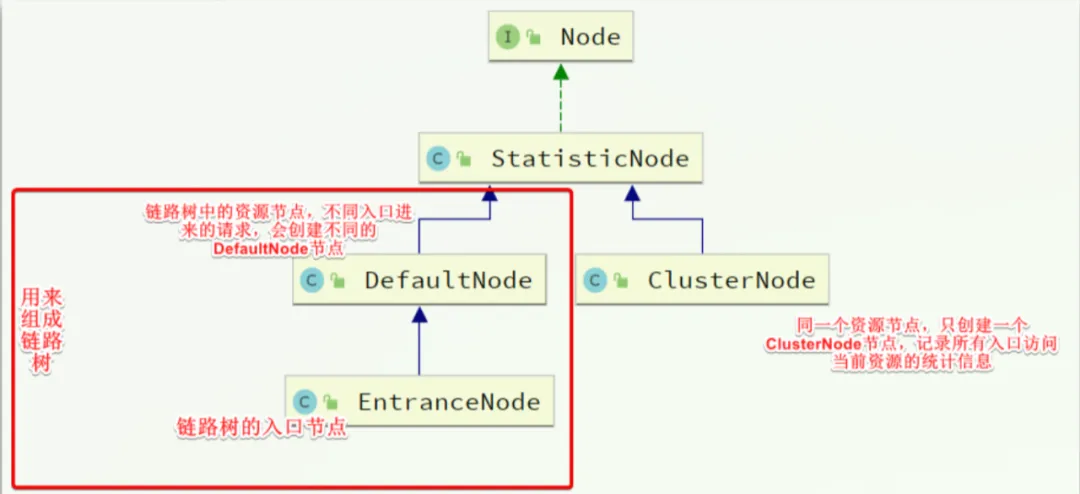 I Node
C StatisticNode
链路树中的资源节点，不同入口进
来的请求，会创建不同的
DefaultNode节点
C DefaultNode
C ClusterNode
用来
组成
链路
树
同一个资源节点，只创建一个
ClusterNode节点，记录所有入口访问
当前资源的统计信息
C EntranceNode
链路树的入口节点